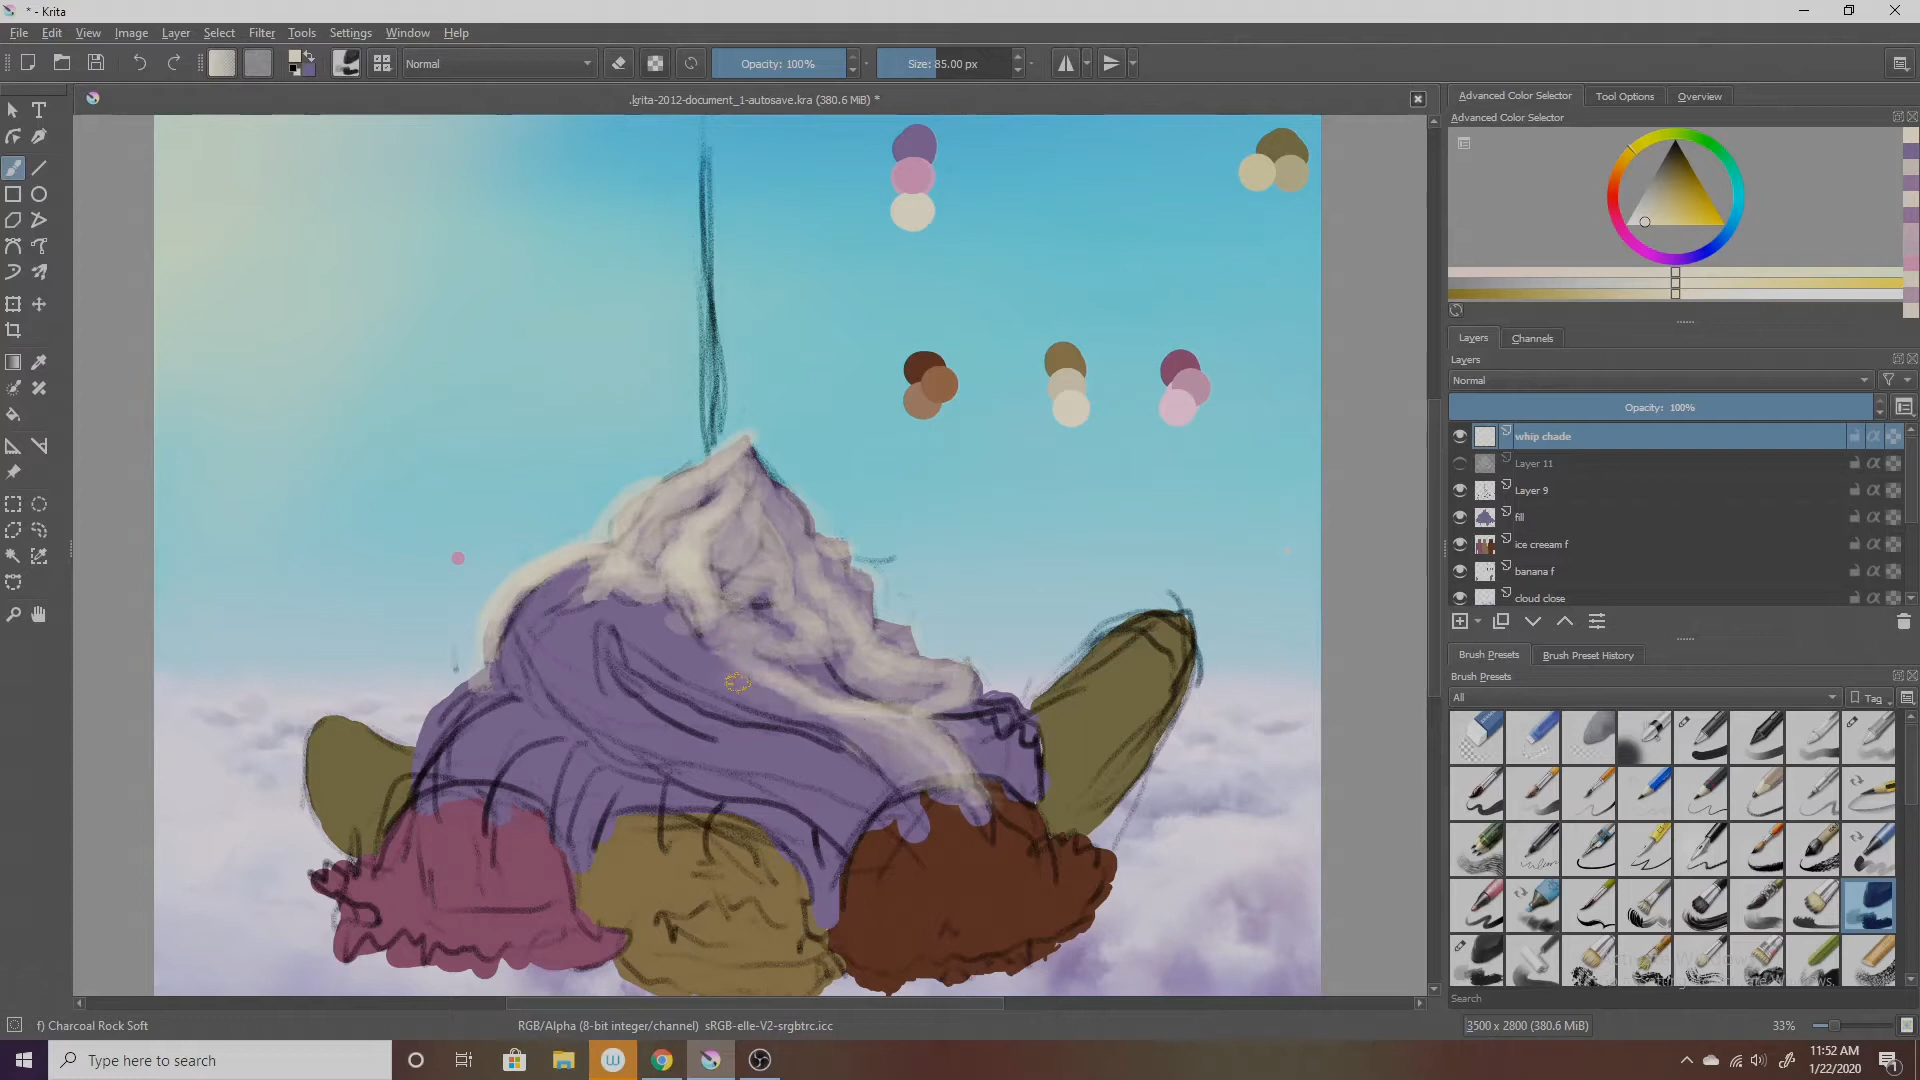 * - Krita
File Edit View Image Layer Select Filter Tools Settings Window Help
Normal
Opacity: 100%
Size: 85.00 px
.krita-2012-document_1-autosave.kra (380.6 MiB) *
Advanced Color Selector Tool Options Overview
Advanced Color Selector
Layers Channels
Layers
Normal
Opacity: 100%
whip chade
Layer 11
Layer 9
fill
ice creeam f
banana f
cloud close
Brush Presets Brush Preset History
Brush Presets
All
Tag
Search
f) Charcoal Rock Soft
RGB/Alpha (8-bit integer/channel) sRGB-elle-V2-srgbtrc.icc
3500 x 2800 (380.6 MiB)
33%
Type here to search
11:52 AM
1/22/2020